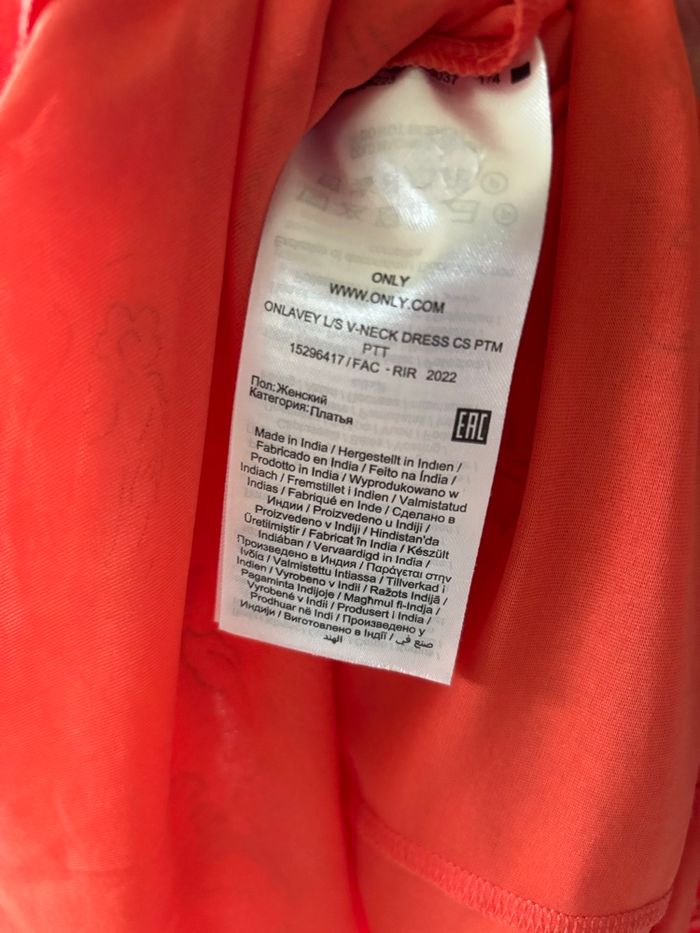 1/4
ONLY
WWW.ONLY.COM
ONLAVEY L/S V-NECK DRESS CS PTM
PTT
15296417/FAC - RIR 2022
Пол: Женский
Категория: Платья
EAC
Made in India / Hergestellt in Indien /
Fabricado en India / Feito na Índia /
Prodotto in India / Wyprodukowano w
Indiach / Fremstillet i Indien / Valmistatud
Indias / Fabriqué en Inde / Сделано в
Индии / Proizvedeno u Indiji /
Proizvedeno v Indiji / Hindistan'da
Üretilmiştir / Fabricat în India / Készült
Indiában / Vervaardigd in India /
Произведено в Индия / Παράγεται στην
Ινδία / Valmistettu Intiassa / Tillverkad i
Indien / Vyrobeno v Indii / Ražots Indijā /
Pagaminta Indijoje / Magħmul fl-Indja /
Vyrobené v Indii / Produsert i India /
Prodhuar në Indi / Произведено у
Индији / Виготовлено в Індії / صنع في
الهند